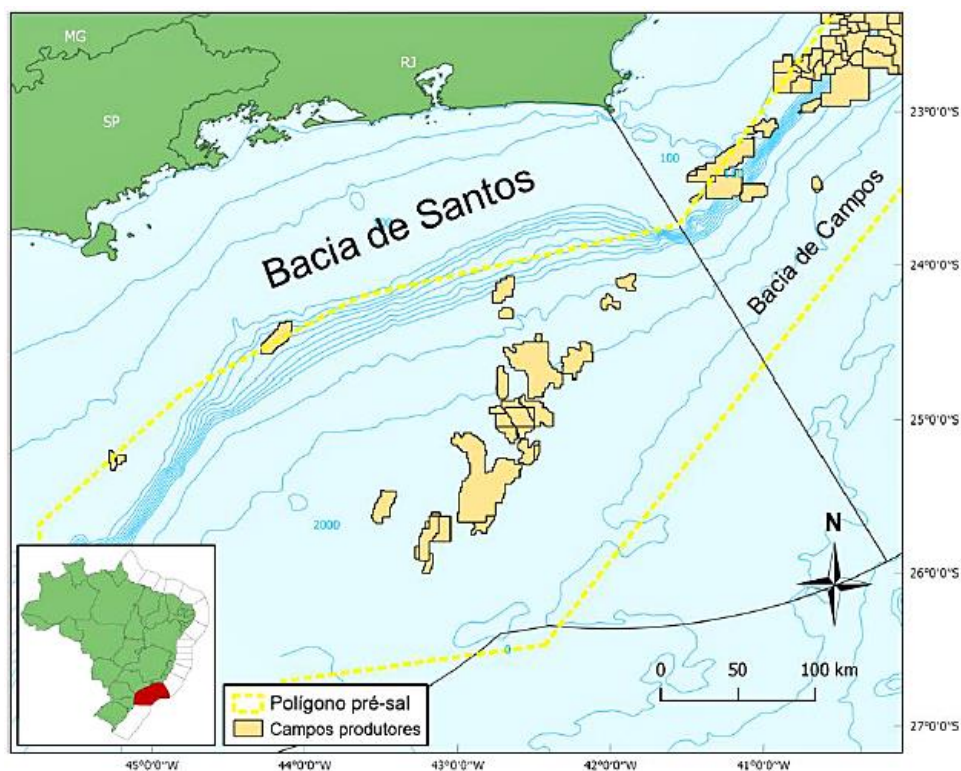 MG
RJ
SP
23°0'0"S
100
Bacia de Santos
Bacia de Campos
24°0'0"S
25°0'0"S
2000
N
26°0'0"S
0
0 50 100 km
Polígono pré-sal
Campos produtores
27°0'0"S
45°0'0"W 44°0'0"W 43°0'0"W 42°0'0"W 41°0'0"W